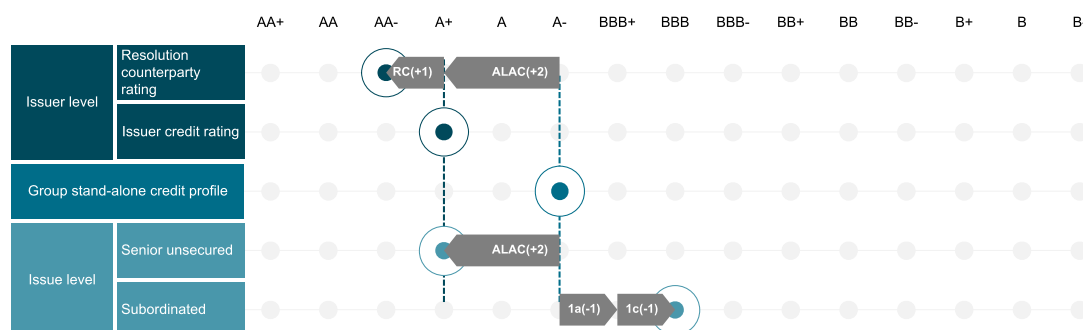 AA+ AA AA- A+ A A- BBB+ BBB BBB- BB+ BB BB- B+ B
Issuer level
Resolution
counterparty
rating
RC(+1) ALAC(+2)
Issuer credit rating
Group stand-alone credit profile
Issue level
Senior unsecured
ALAC(+2)
Subordinated
1a(-1) 1c(-1)